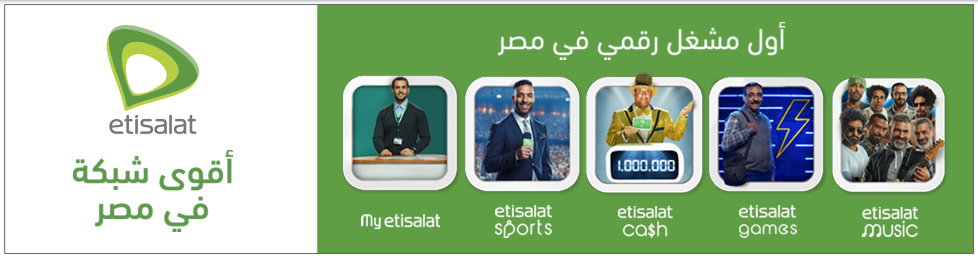 etisalat
أقوى شبكة
في مصر
أول مشغل رقمي في مصر
1.000.000
My etisalat
etisalat
sports
etisalat
ca$h
etisalat
games
etisalat
music